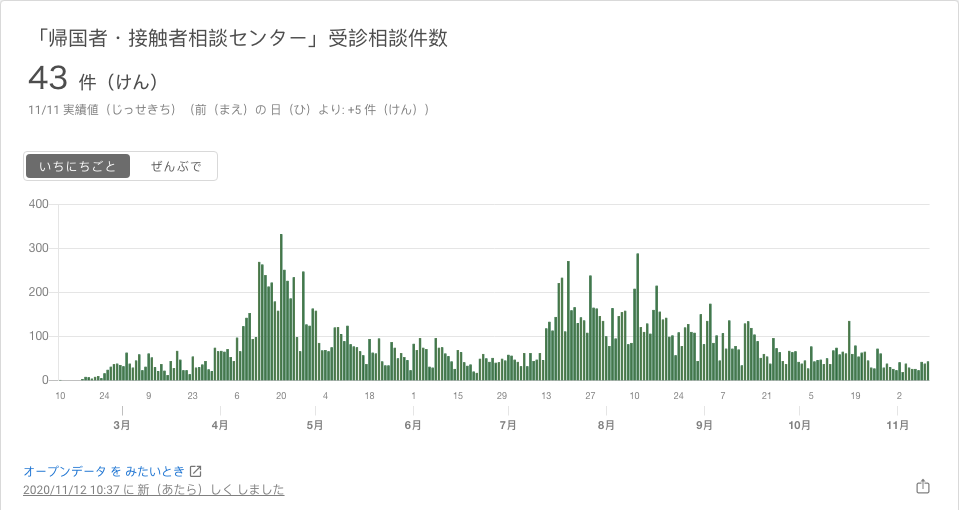 「帰国者・接触者相談センター」受診相談件数
43 件（けん）
11/11 実績値（じっせきち）（前（まえ）の 日（ひ）より: +5 件（けん））
いちにちごと ぜんぶで
400
300
200
100
0
10 24 9 23 6 20 4 18 1 15 29 13 27 10 24 7 21 5 19 2
3月 4月 5月 6月 7月 8月 9月 10月 11月
オープンデータ を みたいとき
2020/11/12 10:37 に 新（あたら）しく しました